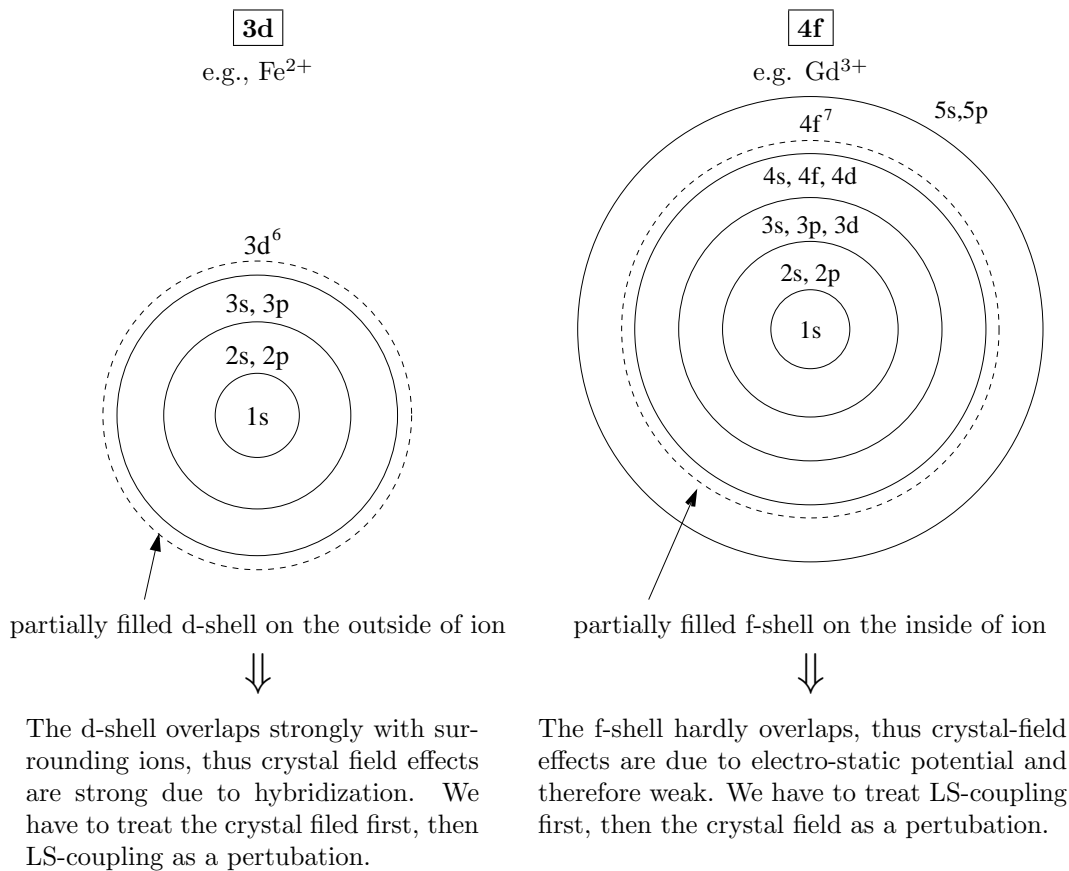 3d
e.g., Fe²⁺
3d⁶
3s, 3p
2s, 2p
1s
partially filled d-shell on the outside of ion
⇓
The d-shell overlaps strongly with sur-
rounding ions, thus crystal field effects
are strong due to hybridization. We
have to treat the crystal filed first, then
LS-coupling as a pertubation.
4f
e.g. Gd³⁺
5s,5p
4f⁷
4s, 4f, 4d
3s, 3p, 3d
2s, 2p
1s
partially filled f-shell on the inside of ion
⇓
The f-shell hardly overlaps, thus crystal-field
effects are due to electro-static potential and
therefore weak. We have to treat LS-coupling
first, then the crystal field as a pertubation.